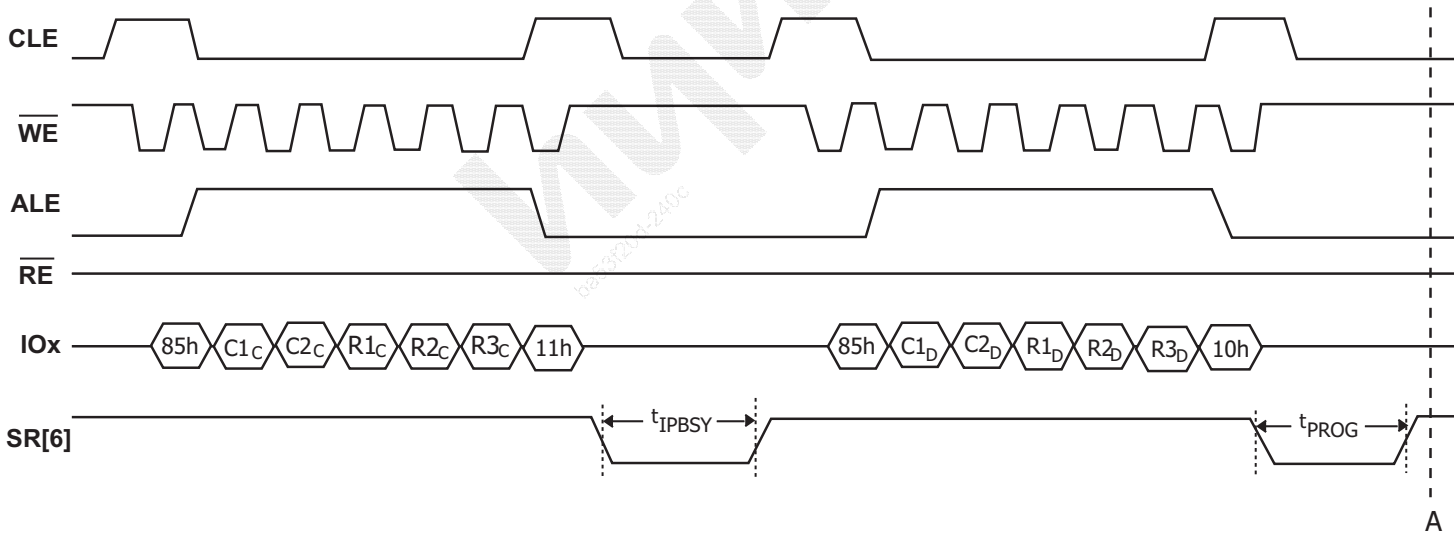 CLE
WE
ALE
RE
IOx 85h C1C C2C R1C R2C R3C 11h 85h C1D C2D R1D R2D R3D 10h
SR[6] tIPBSY tPROG
A